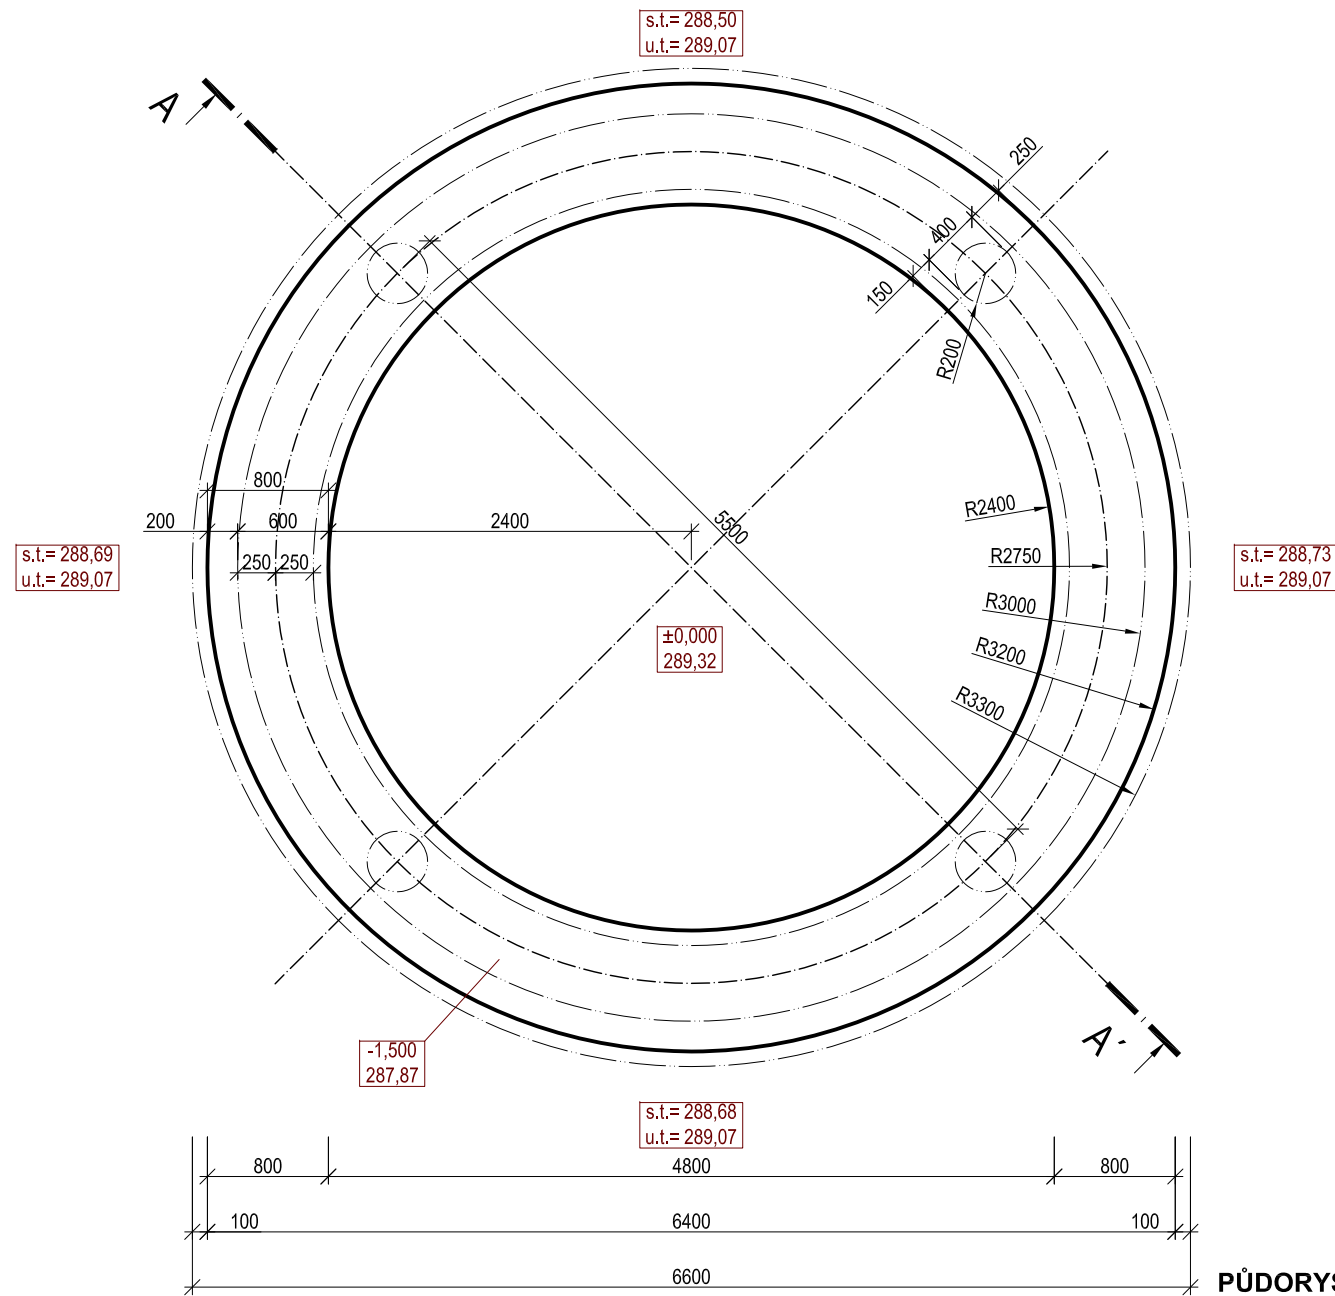 s.t.= 288,50
u.t.= 289,07
A
250
400
150
R200
800
200
600
2400
5500
R2400
s.t.= 288,69
u.t.= 289,07
250
250
R2750
s.t.= 288,73
u.t.= 289,07
R3000
±0,000
289,32
R3200
R3300
-1,500
287,87
A´
s.t.= 288,68
u.t.= 289,07
800
4800
800
100
6400
100
6600
PŮDORYS